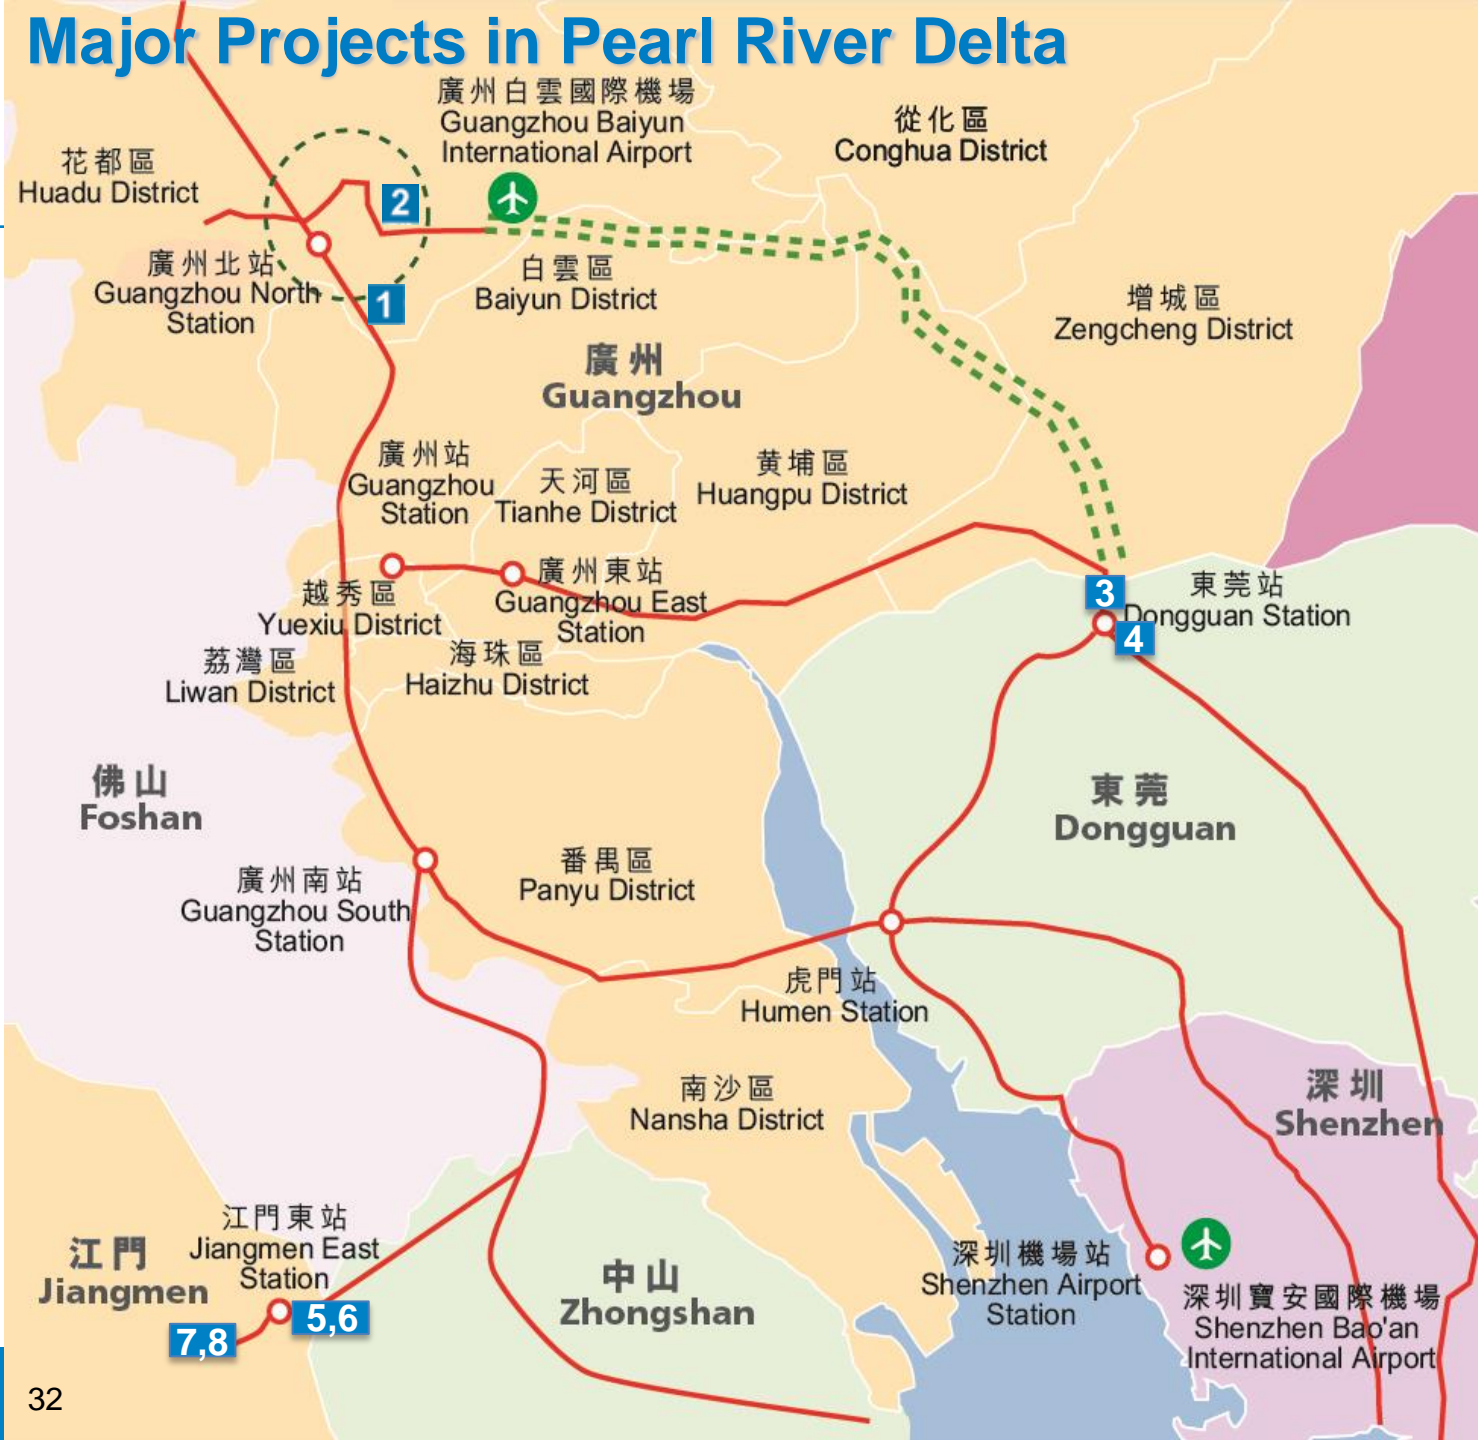 Major Projects in Pearl River Delta
廣州白雲國際機場
Guangzhou Baiyun
International Airport
從化區
Conghua District
花都區
Huadu District
2
廣州北站
Guangzhou North
Station
1
白雲區
Baiyun District
增城區
Zengcheng District
廣州
Guangzhou
廣州站
Guangzhou
Station
天河區
Tianhe District
黄埔區
Huangpu District
越秀區
Yuexiu District
廣州東站
Guangzhou East
Station
3
東莞站
Dongguan Station
4
荔灣區
Liwan District
海珠區
Haizhu District
佛山
Foshan
東莞
Dongguan
廣州南站
Guangzhou South
Station
番禺區
Panyu District
虎門站
Humen Station
南沙區
Nansha District
深圳
Shenzhen
江門東站
Jiangmen East
Station
江門
Jiangmen
5,6
7,8
中山
Zhongshan
深圳機場站
Shenzhen Airport
Station
深圳寶安國際機場
Shenzhen Bao'an
International Airport
32